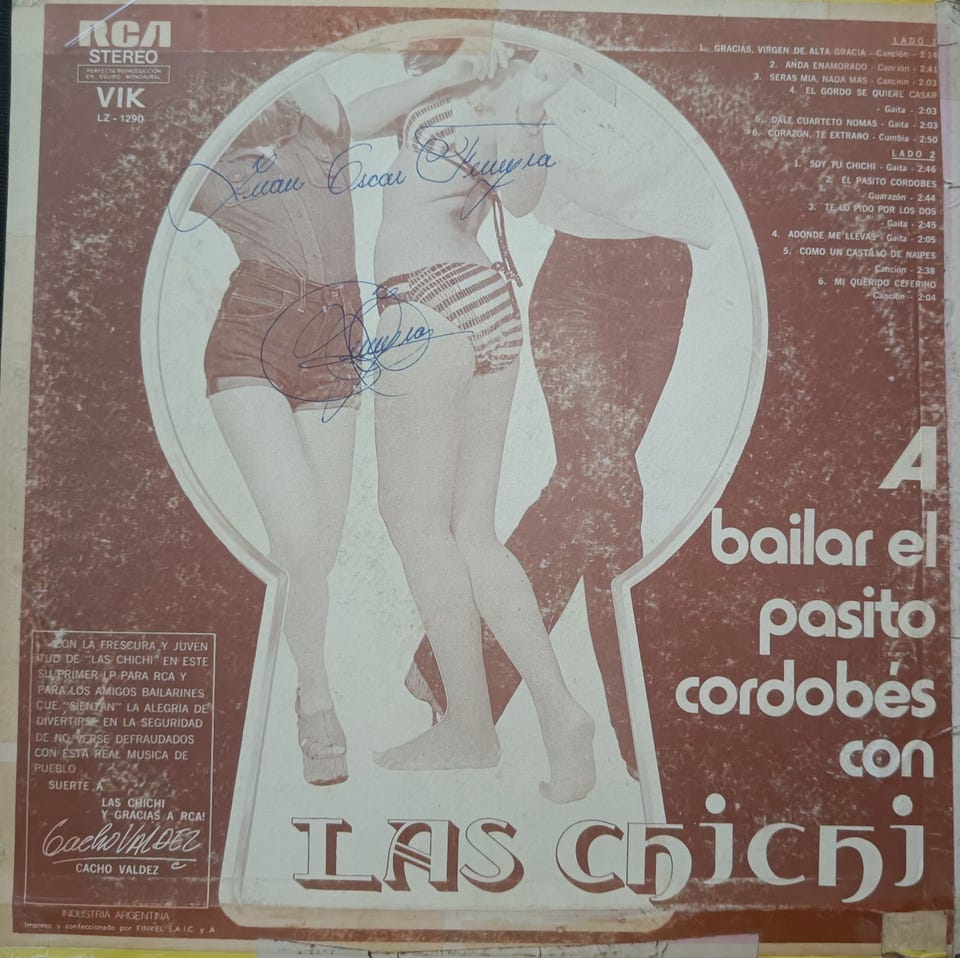 RCA
STEREO
PERFECTA REPRODUCCION
EN EQUIPO MONOAURAL
VIK
LZ - 1290
LADO 1
1. GRACIAS, VIRGEN DE ALTA GRACIA - Canción - 3:14
2. ANDA ENAMORADO - Canción - 2:41
3. SERAS MIA, NADA MAS - Cancion - 2:03
4. EL GORDO SE QUIERE CASAR
- Gaita - 2:03
5. DALE CUARTETO NOMAS - Gaita - 2:03
6. CORAZON, TE EXTRAÑO - Cumbia - 2:50
LADO 2
1. SOY TU CHICHI - Gaita - 2:46
2. EL PASITO CORDOBES
Guarazón - 2:44
3. TE LO PIDO POR LOS DOS
- Gaita - 2:45
4. ADONDE ME LLEVAS - Gaita - 2:05
5. COMO UN CASTILLO DE NAIPES
Canción - 2:38
6. MI QUERIDO CEFERINO
Canción - 2:04
Juan Oscar Ferreyra
Ferreyra
A
bailar el
pasito
cordobés
con
LAS CHICHI
CON LA FRESCURA Y JUVEN
TUD DE "LAS CHICHI" EN ESTE
SU PRIMER LP PARA RCA Y
PARA LOS AMIGOS BAILARINES
QUE "SIENTAN" LA ALEGRIA DE
DIVERTIRSE EN LA SEGURIDAD
DE NO VERSE DEFRAUDADOS
CON ESTA REAL MUSICA DE
PUEBLO
SUERTE A
LAS CHICHI
Y GRACIAS A RCA!
Cacho VALDEZ
CACHO VALDEZ
INDUSTRIA ARGENTINA
Impreso y confeccionado por FINKEL S.A.I.C. y A